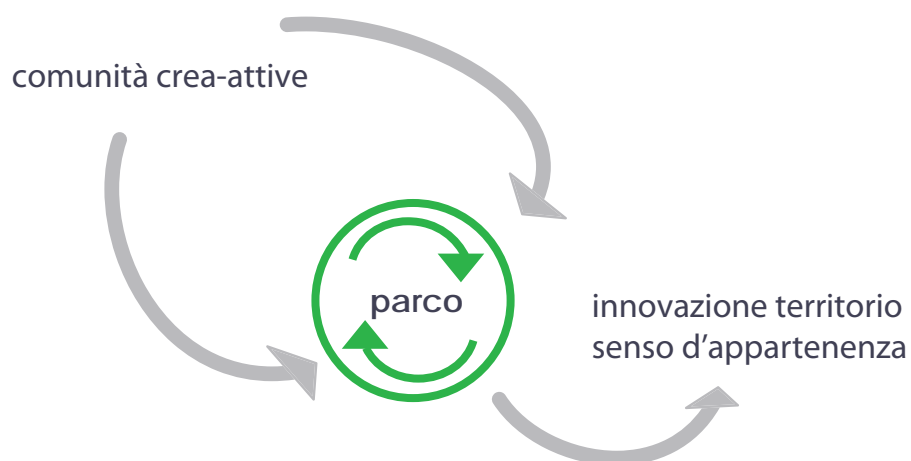 comunità crea-attive
parco
innovazione territorio
senso d'appartenenza